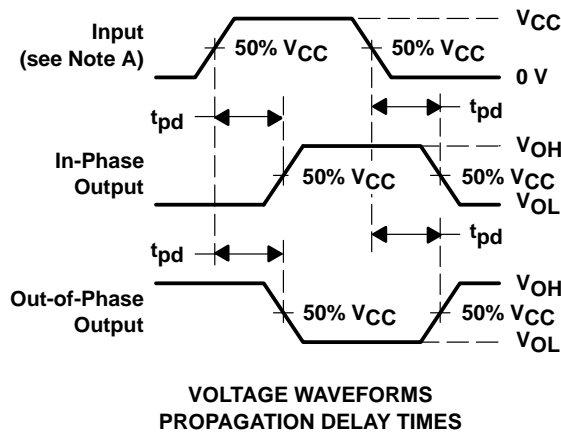 Input
(see Note A)
50% VCC
50% VCC
VCC
0 V
tpd
tpd
In-Phase
Output
50% VCC
VOH
50% VCC
VOL
tpd
tpd
Out-of-Phase
Output
50% VCC
VOH
50% VCC
VOL
VOLTAGE WAVEFORMS
PROPAGATION DELAY TIMES